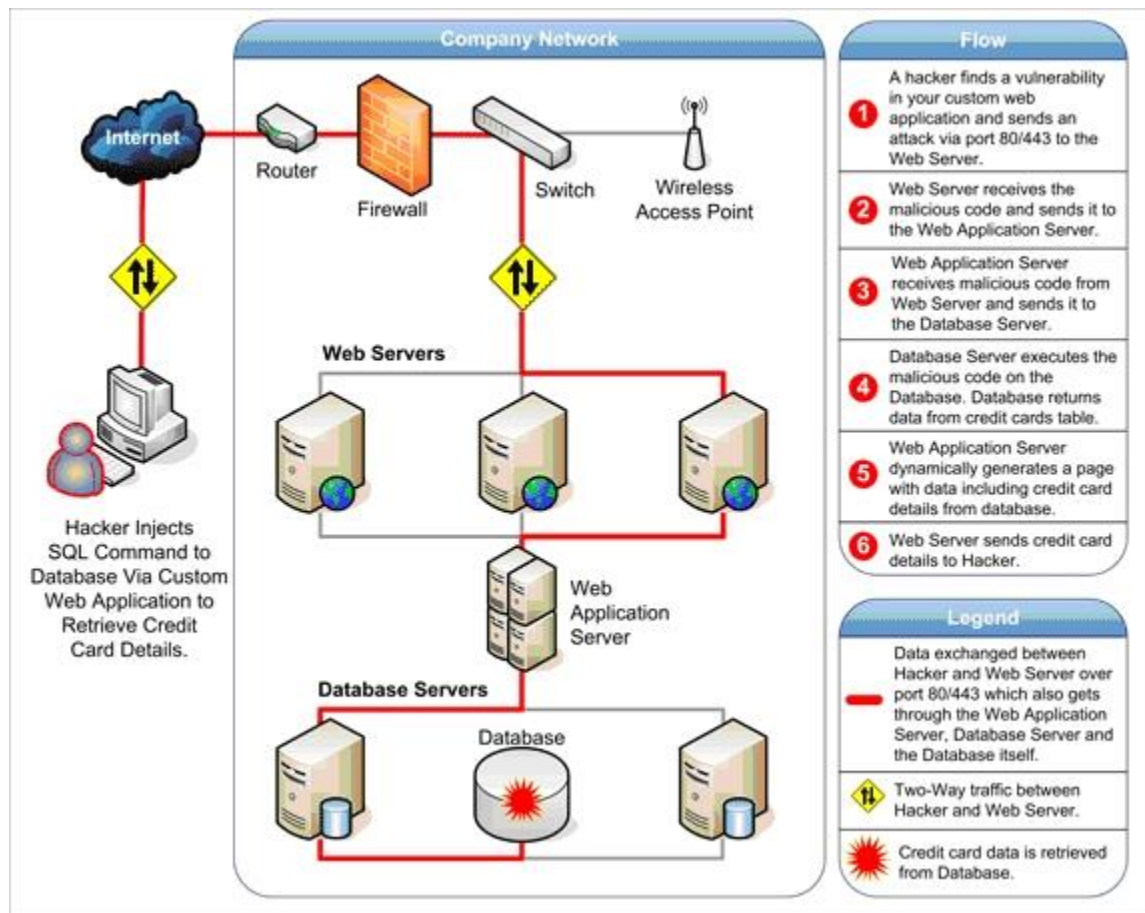 Company Network
Internet
Router
Firewall
Switch
Wireless
Access Point
Web Servers
Hacker Injects
SQL Command to
Database Via Custom
Web Application to
Retrieve Credit
Card Details.
Web
Application
Server
Database Servers
Database
Flow
1
A hacker finds a vulnerability
in your custom web
application and sends an
attack via port 80/443 to the
Web Server.
2
Web Server receives the
malicious code and sends it to
the Web Application Server.
3
Web Application Server
receives malicious code from
Web Server and sends it to
the Database Server.
4
Database Server executes the
malicious code on the
Database. Database returns
data from credit cards table.
5
Web Application Server
dynamically generates a page
with data including credit card
details from database.
6
Web Server sends credit card
details to Hacker.
Legend
Data exchanged between
Hacker and Web Server over
port 80/443 which also gets
through the Web Application
Server, Database Server and
the Database itself.
Two-Way traffic between
Hacker and Web Server.
Credit card data is retrieved
from Database.